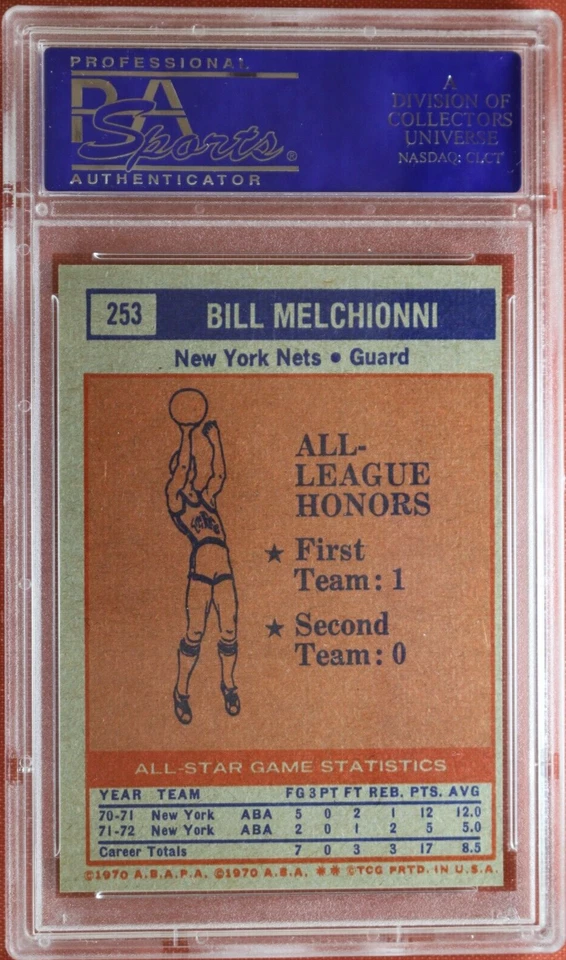 PROFESSIONAL
PSA
Sports®
AUTHENTICATOR
A
DIVISION OF
COLLECTORS
UNIVERSE
NASDAQ: CLCT
253 BILL MELCHIONNI
New York Nets • Guard
ALL-
LEAGUE
HONORS
★ First
Team: 1
★ Second
Team: 0
ALL-STAR GAME STATISTICS
YEAR TEAM FG 3PT FT REB. PTS. AVG
70-71 New York ABA 5 0 2 1 12 12.0
71-72 New York ABA 2 0 1 2 5 5.0
Career Totals 7 0 3 3 17 8.5
©1970 A.B.A.P.A. ©1970 A.B.A. ✱✱ ©TCG PRTD. IN U.S.A.